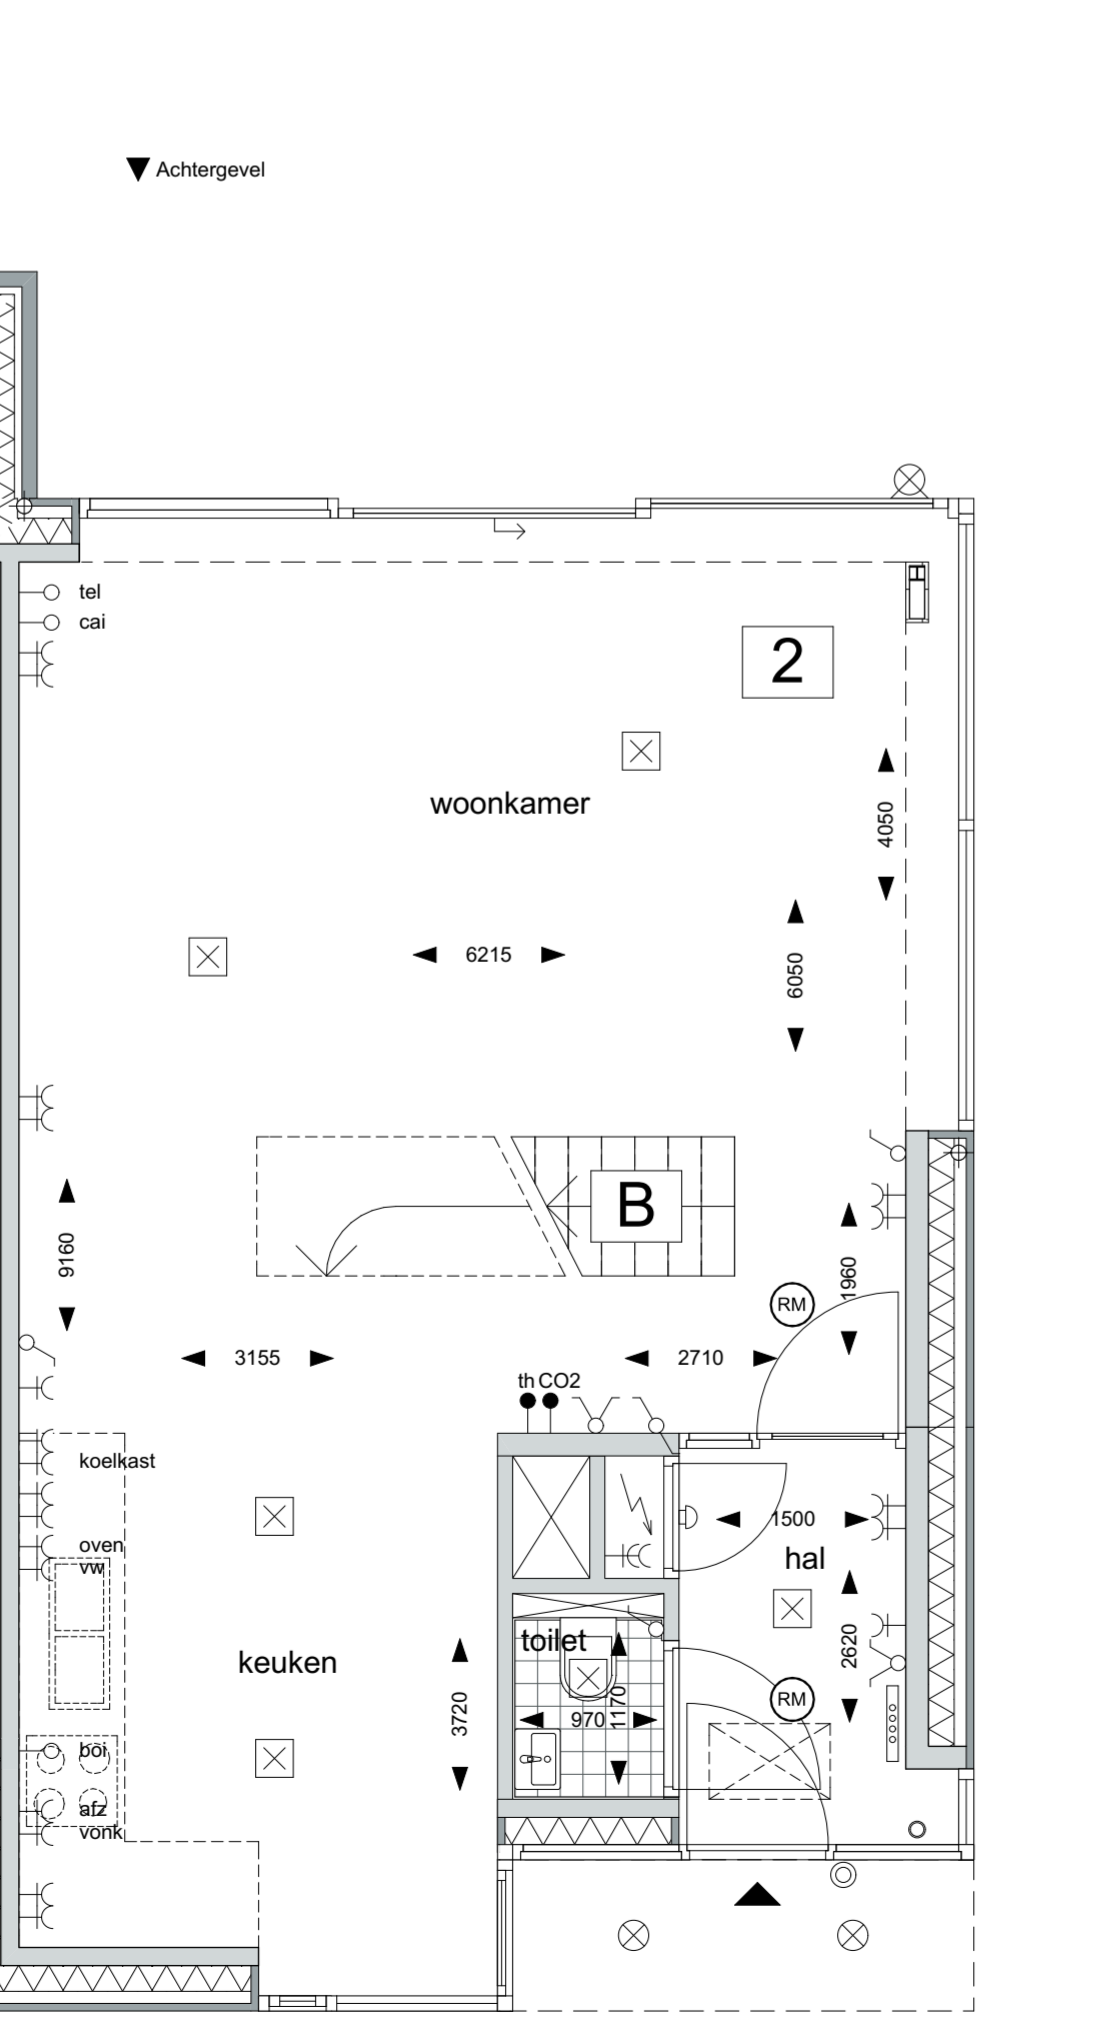 Achtergevel
tel
cai
2
woonkamer
4050
6215
6050
B
9160
1960
RM
3155
2710
th CO2
koelkast
1500
oven
hal
vw
toilet
2620
keuken
RM
3720
970
1170
boi
afz
vonk